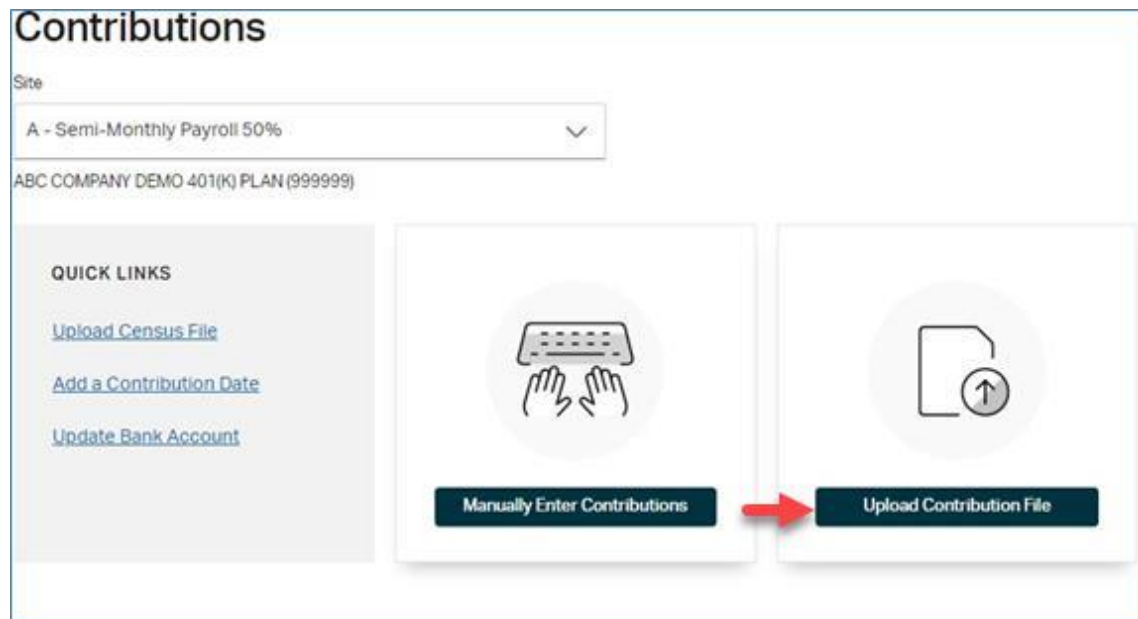 Contributions
Site
A - Semi-Monthly Payroll 50%
ABC COMPANY DEMO 401(K) PLAN (999999)
QUICK LINKS
Upload Census File
Add a Contribution Date
Update Bank Account
Manually Enter Contributions
Upload Contribution File